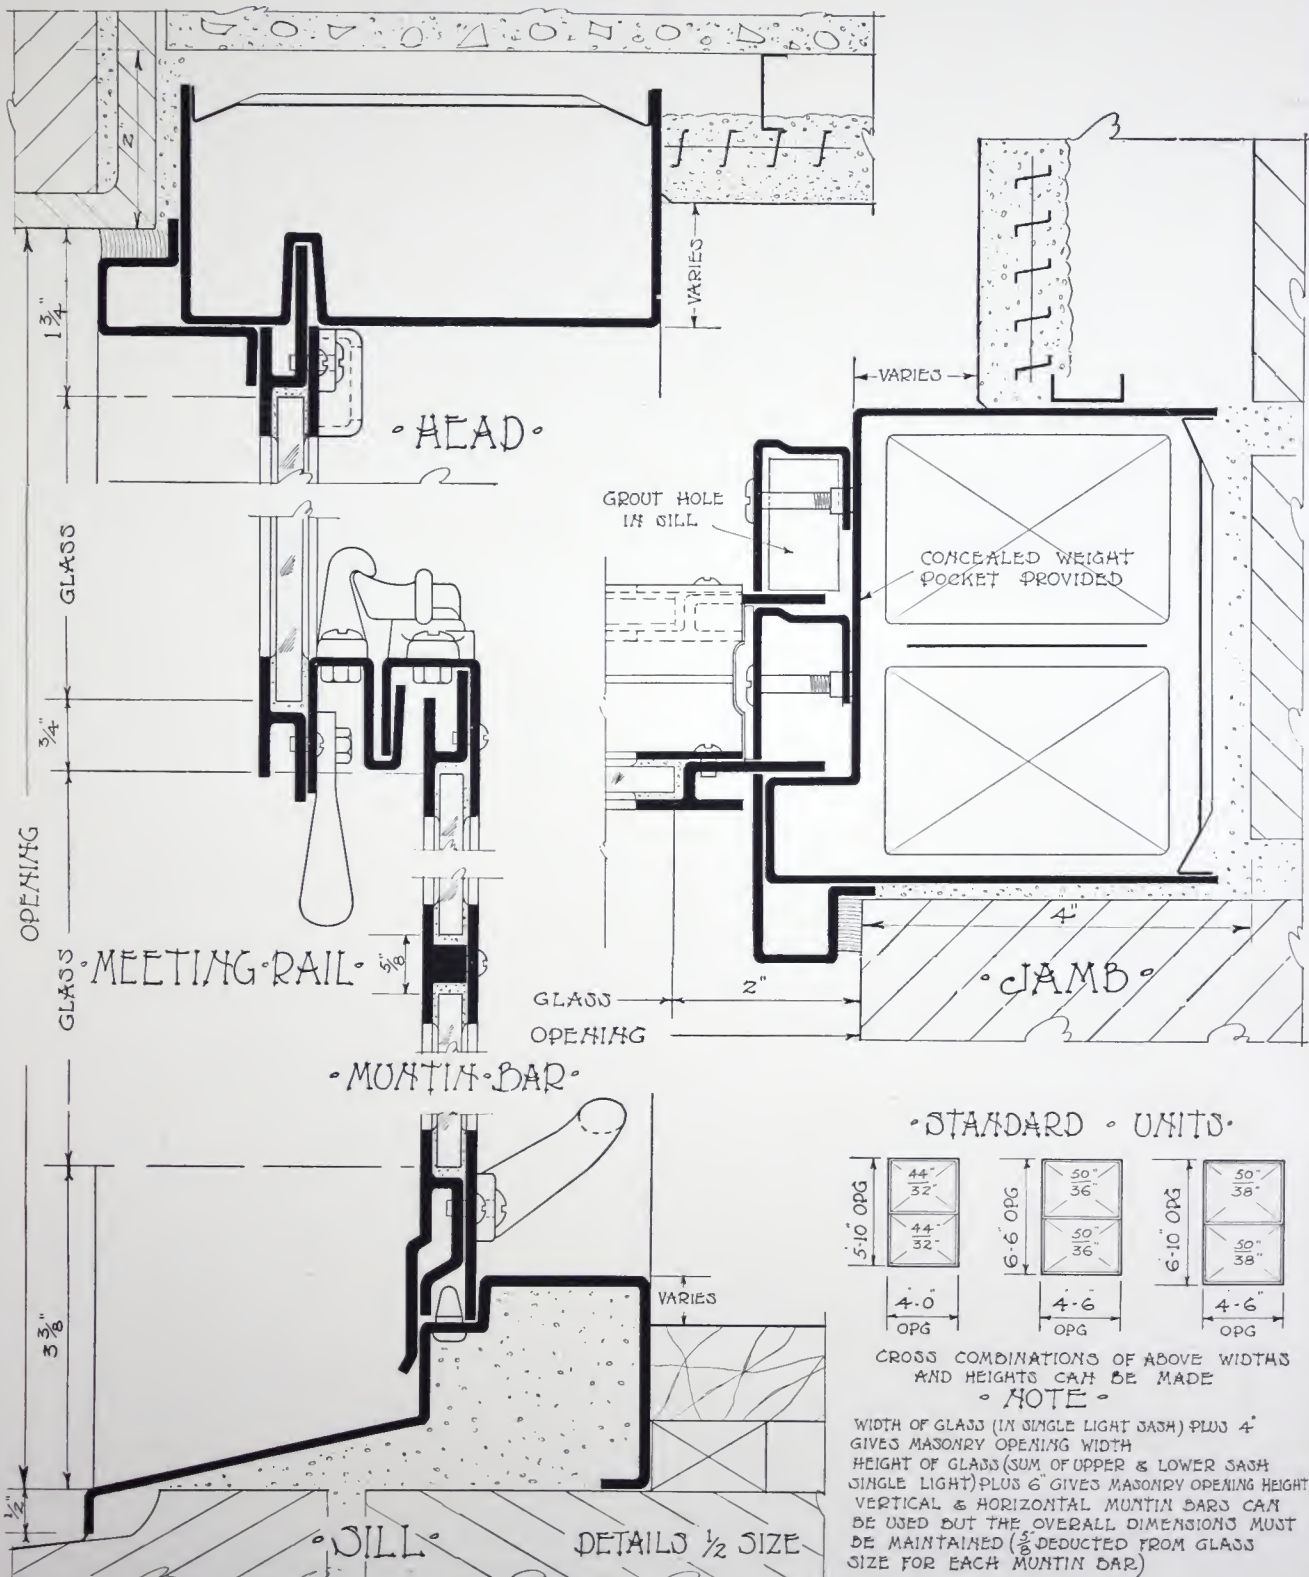 2"
1 3/4"
VARIES
· HEAD ·
VARIES
GROUT HOLE
IN SILL
CONCEALED WEIGHT
POCKET PROVIDED
GLASS
3/4"
OPENING
GLASS
· MEETING · RAIL ·
5/8"
4"
· JAMB ·
GLASS
2"
OPENING
· MUNTIN · BAR ·
· STANDARD · UNITS ·
5-10" OPG
44"
32"
44"
32"
4-0"
OPG
6-6" OPG
50"
36"
50"
36"
4-6
OPG
6-10" OPG
50"
38"
50"
38"
4-6"
OPG
CROSS COMBINATIONS OF ABOVE WIDTHS
AND HEIGHTS CAN BE MADE
VARIES
3 3/8"
1/2"
· SILL ·
DETAILS 1/2 SIZE
· NOTE ·
WIDTH OF GLASS (IN SINGLE LIGHT SASH) PLUS 4"
GIVES MASONRY OPENING WIDTH
HEIGHT OF GLASS (SUM OF UPPER & LOWER SASH
SINGLE LIGHT) PLUS 6" GIVES MASONRY OPENING HEIGHT
VERTICAL & HORIZONTAL MUNTIN BARS CAN
BE USED BUT THE OVERALL DIMENSIONS MUST
BE MAINTAINED (5/8" DEDUCTED FROM GLASS
SIZE FOR EACH MUNTIN BAR)